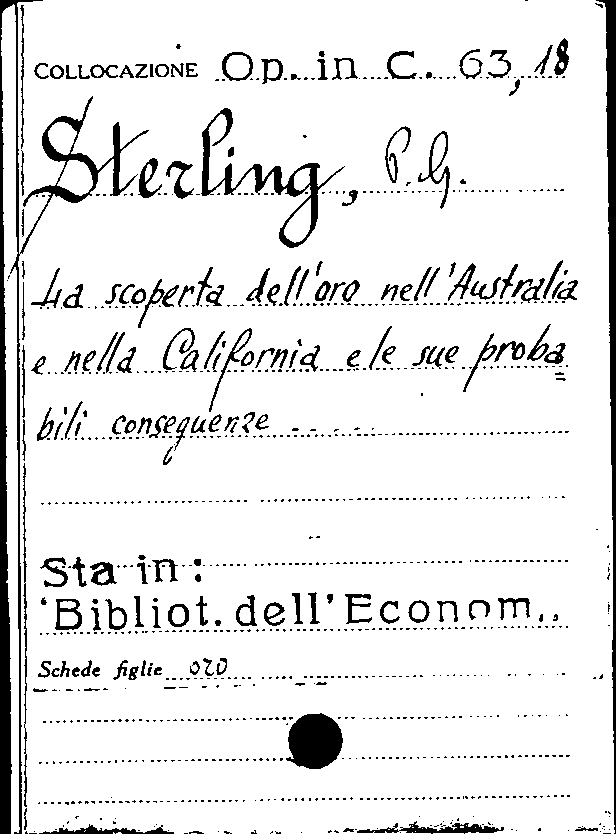 COLLOCAZIONE Op. in C. 63,18
Sterling, P.G.
La scoperta dell'oro nell'Australia
e nella California e le sue proba=
bili conseguenze .....
Sta in:
'Bibliot. dell'Econom.,
Schede figlie oro